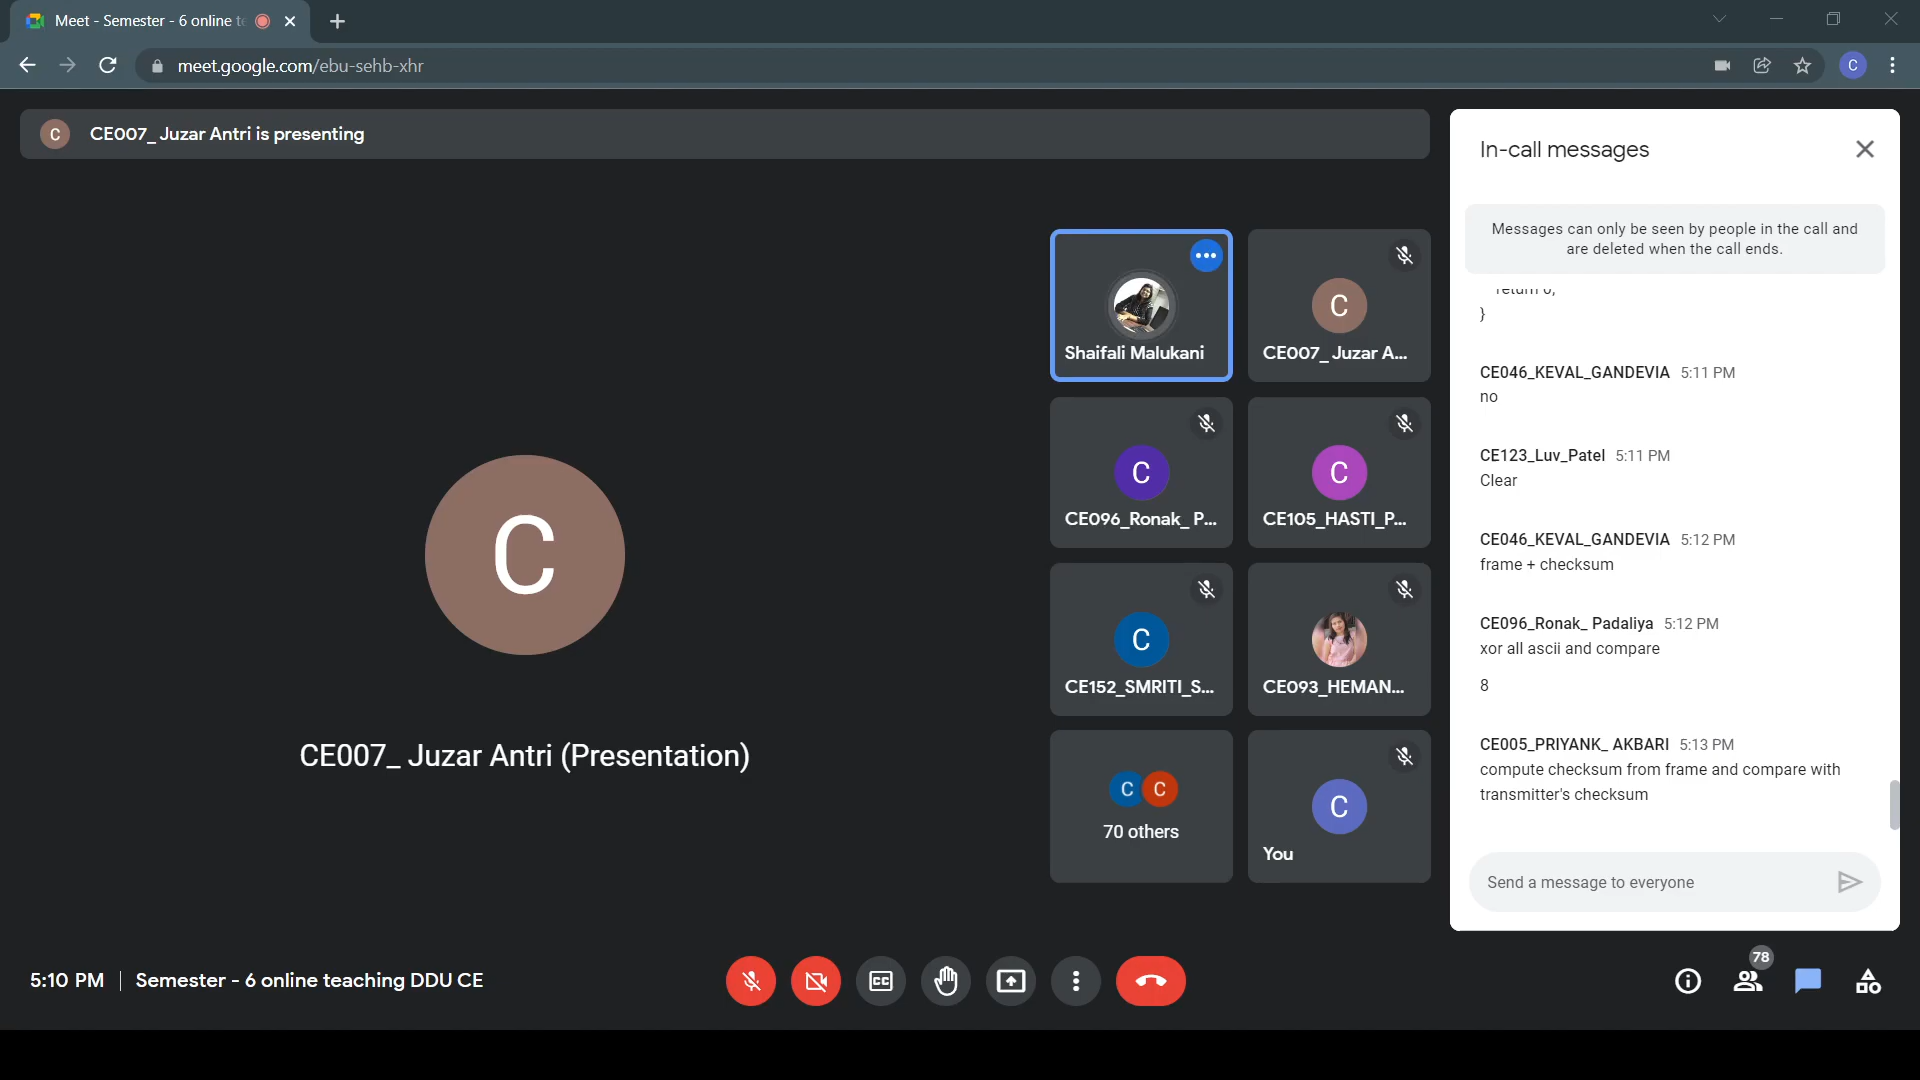 Meet - Semester - 6 online te
meet.google.com/ebu-sehb-xhr
C
C
CE007_ Juzar Antri is presenting
C
CE007_ Juzar Antri (Presentation)
Shaifali Malukani
C
CE007_ Juzar A...
C
CE096_Ronak_ P...
C
CE105_HASTI_P...
C
CE152_SMRITI_S...
CE093_HEMAN...
C C
70 others
C
You
In-call messages
Messages can only be seen by people in the call and
are deleted when the call ends.
return 0;
}
CE046_KEVAL_GANDEVIA 5:11 PM
no
CE123_Luv_Patel 5:11 PM
Clear
CE046_KEVAL_GANDEVIA 5:12 PM
frame + checksum
CE096_Ronak_ Padaliya 5:12 PM
xor all ascii and compare
8
CE005_PRIYANK_ AKBARI 5:13 PM
compute checksum from frame and compare with
transmitter's checksum
Send a message to everyone
5:10 PM | Semester - 6 online teaching DDU CE
CC
78